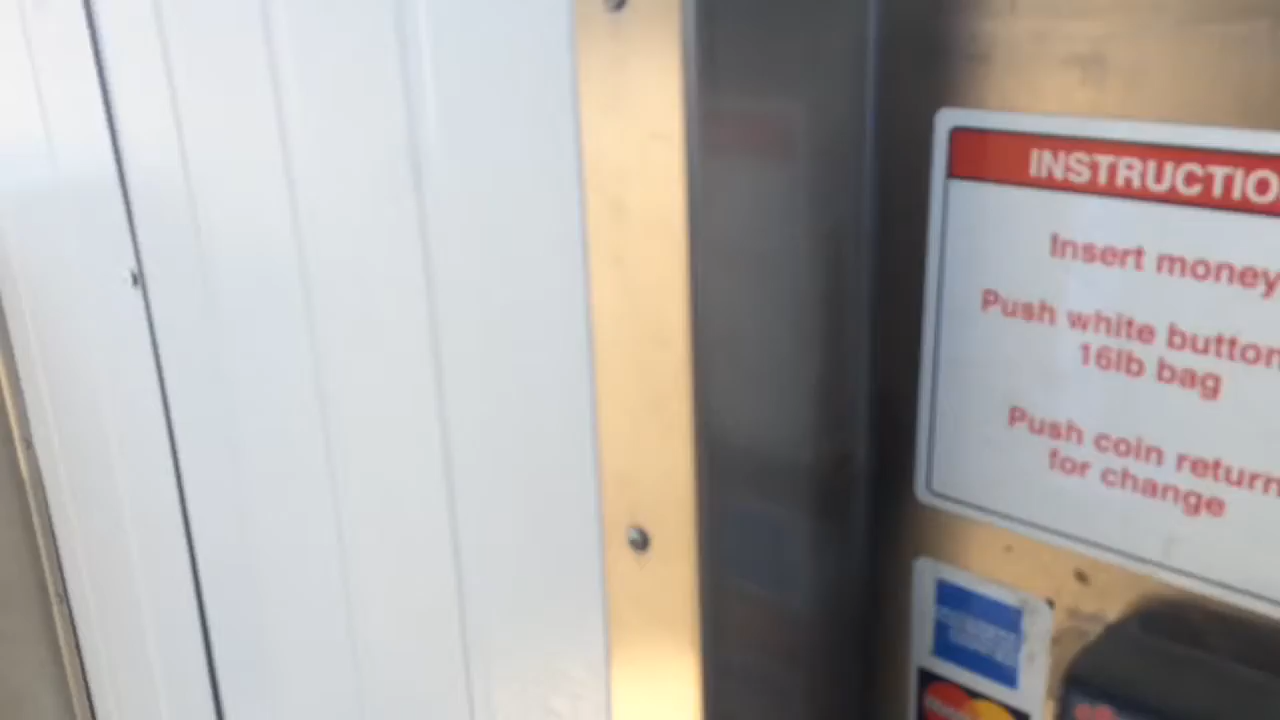 INSTRUCTIO
Insert money
Push white button
16lb bag
Push coin return
for change